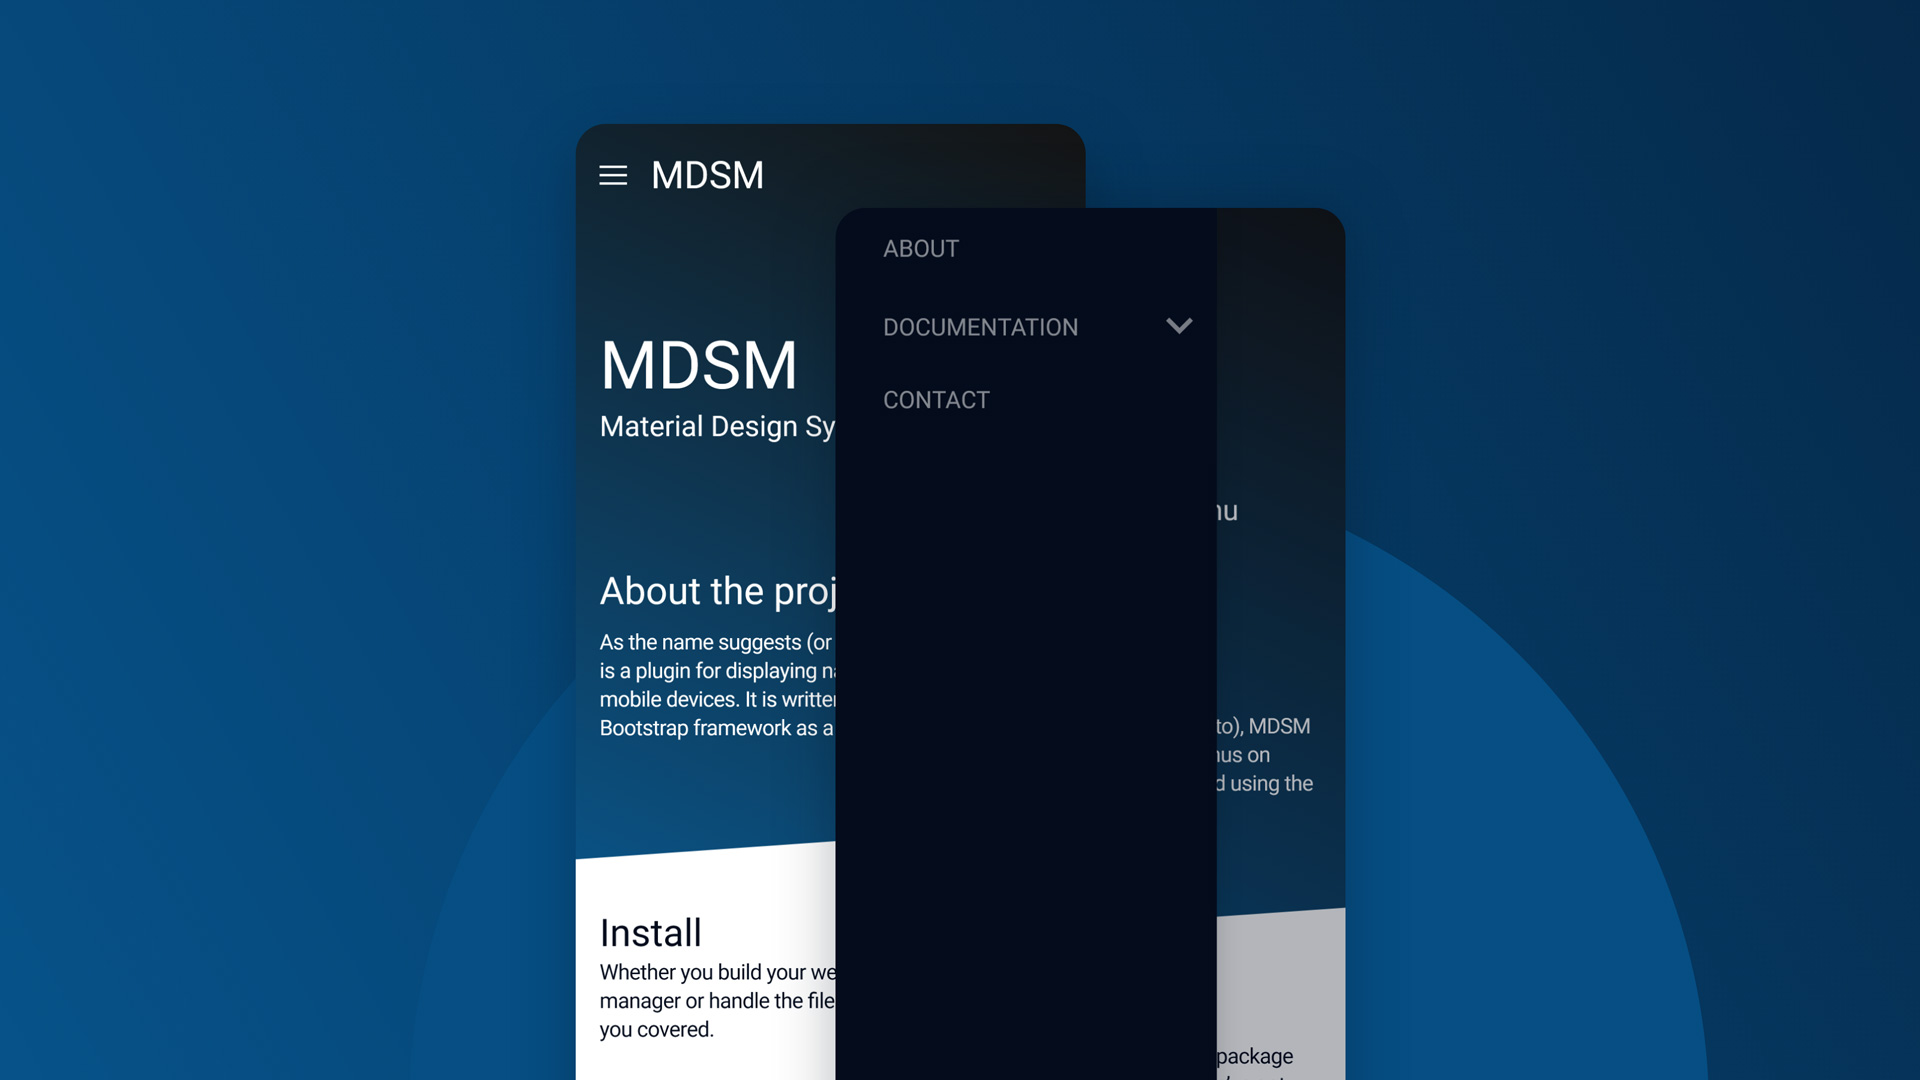 MDSM
MDSM
Material Design Sy
About the proj
As the name suggests (or
is a plugin for displaying
mobile devices. It is written
Bootstrap framework as a
Install
Whether you build your we
manager or handle the file
you covered.
ABOUT
DOCUMENTATION
CONTACT
nu
to), MDSM
nus on
d using the
package